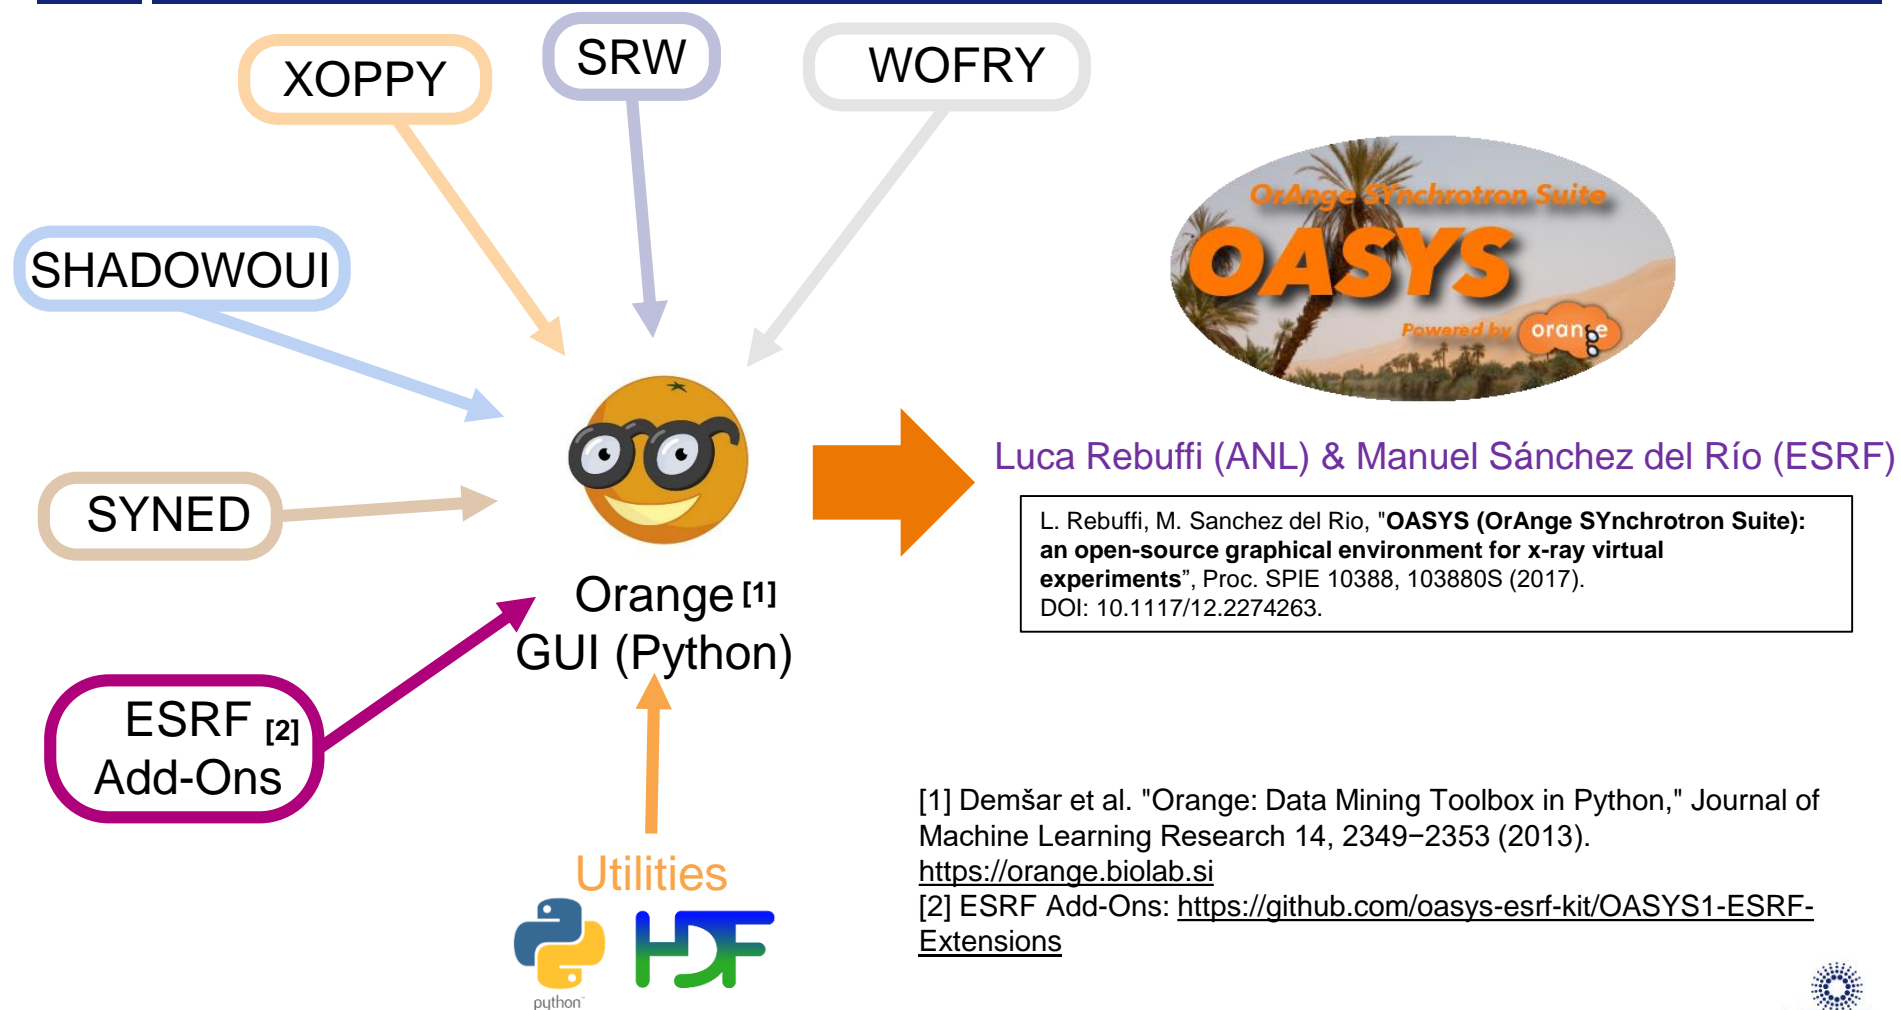 XOPPY
SRW
WOFRY
SHADOWOUI
SYNED
ESRF [2]
Add-Ons
Orange [1]
GUI (Python)
Utilities
python
HDF
OrAnge SYnchrotron Suite
OASYS
Powered by orange
Luca Rebuffi (ANL) & Manuel Sánchez del Río (ESRF)
L. Rebuffi, M. Sanchez del Rio, "OASYS (OrAnge SYnchrotron Suite):
an open-source graphical environment for x-ray virtual
experiments”, Proc. SPIE 10388, 103880S (2017).
DOI: 10.1117/12.2274263.
[1] Demšar et al. "Orange: Data Mining Toolbox in Python," Journal of
Machine Learning Research 14, 2349−2353 (2013).
https://orange.biolab.si
[2] ESRF Add-Ons: https://github.com/oasys-esrf-kit/OASYS1-ESRF-
Extensions